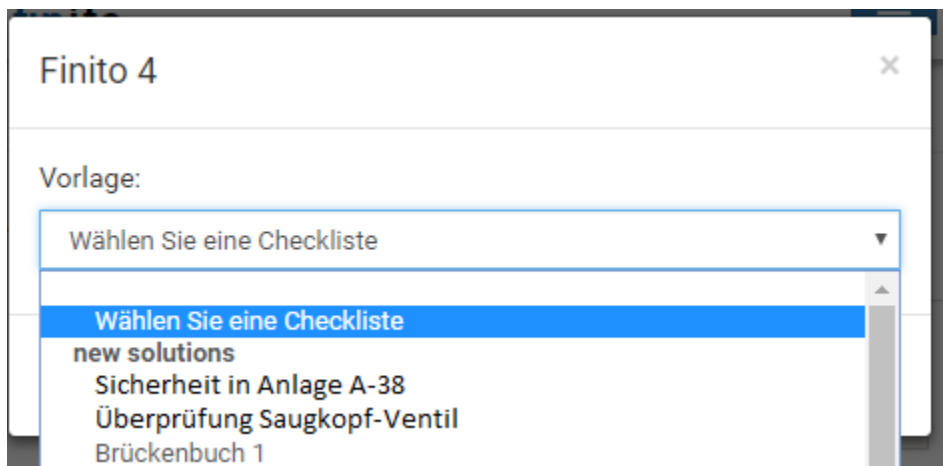 Finito 4
×
Vorlage:
Wählen Sie eine Checkliste
Wählen Sie eine Checkliste
new solutions
Sicherheit in Anlage A-38
Überprüfung Saugkopf-Ventil
Brückenbuch 1